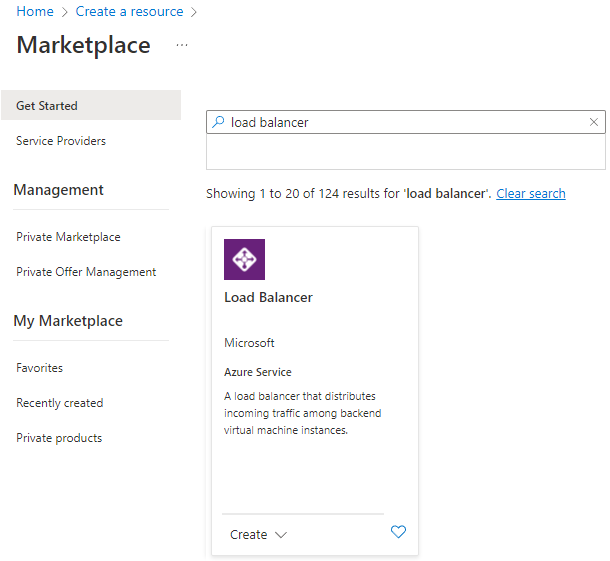 Home > Create a resource >
Marketplace ...
Get Started
Service Providers
Management
Private Marketplace
Private Offer Management
My Marketplace
Favorites
Recently created
Private products
load balancer
Showing 1 to 20 of 124 results for 'load balancer'. Clear search
Load Balancer
Microsoft
Azure Service
A load balancer that distributes
incoming traffic among backend
virtual machine instances.
Create